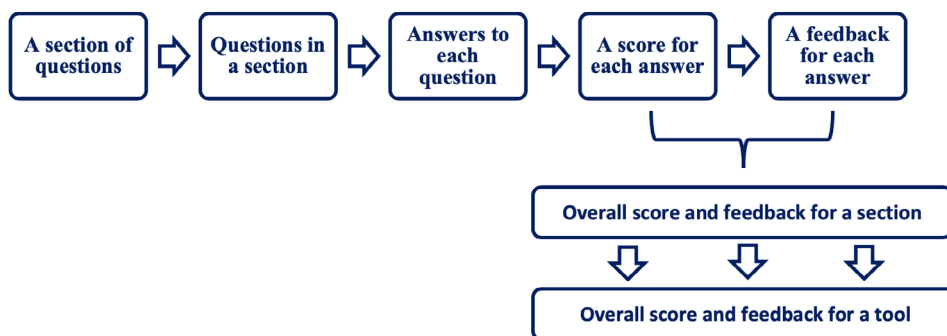 A section of
questions
Questions in
a section
Answers to
each
question
A score for
each answer
A feedback
for each
answer
Overall score and feedback for a section
Overall score and feedback for a tool